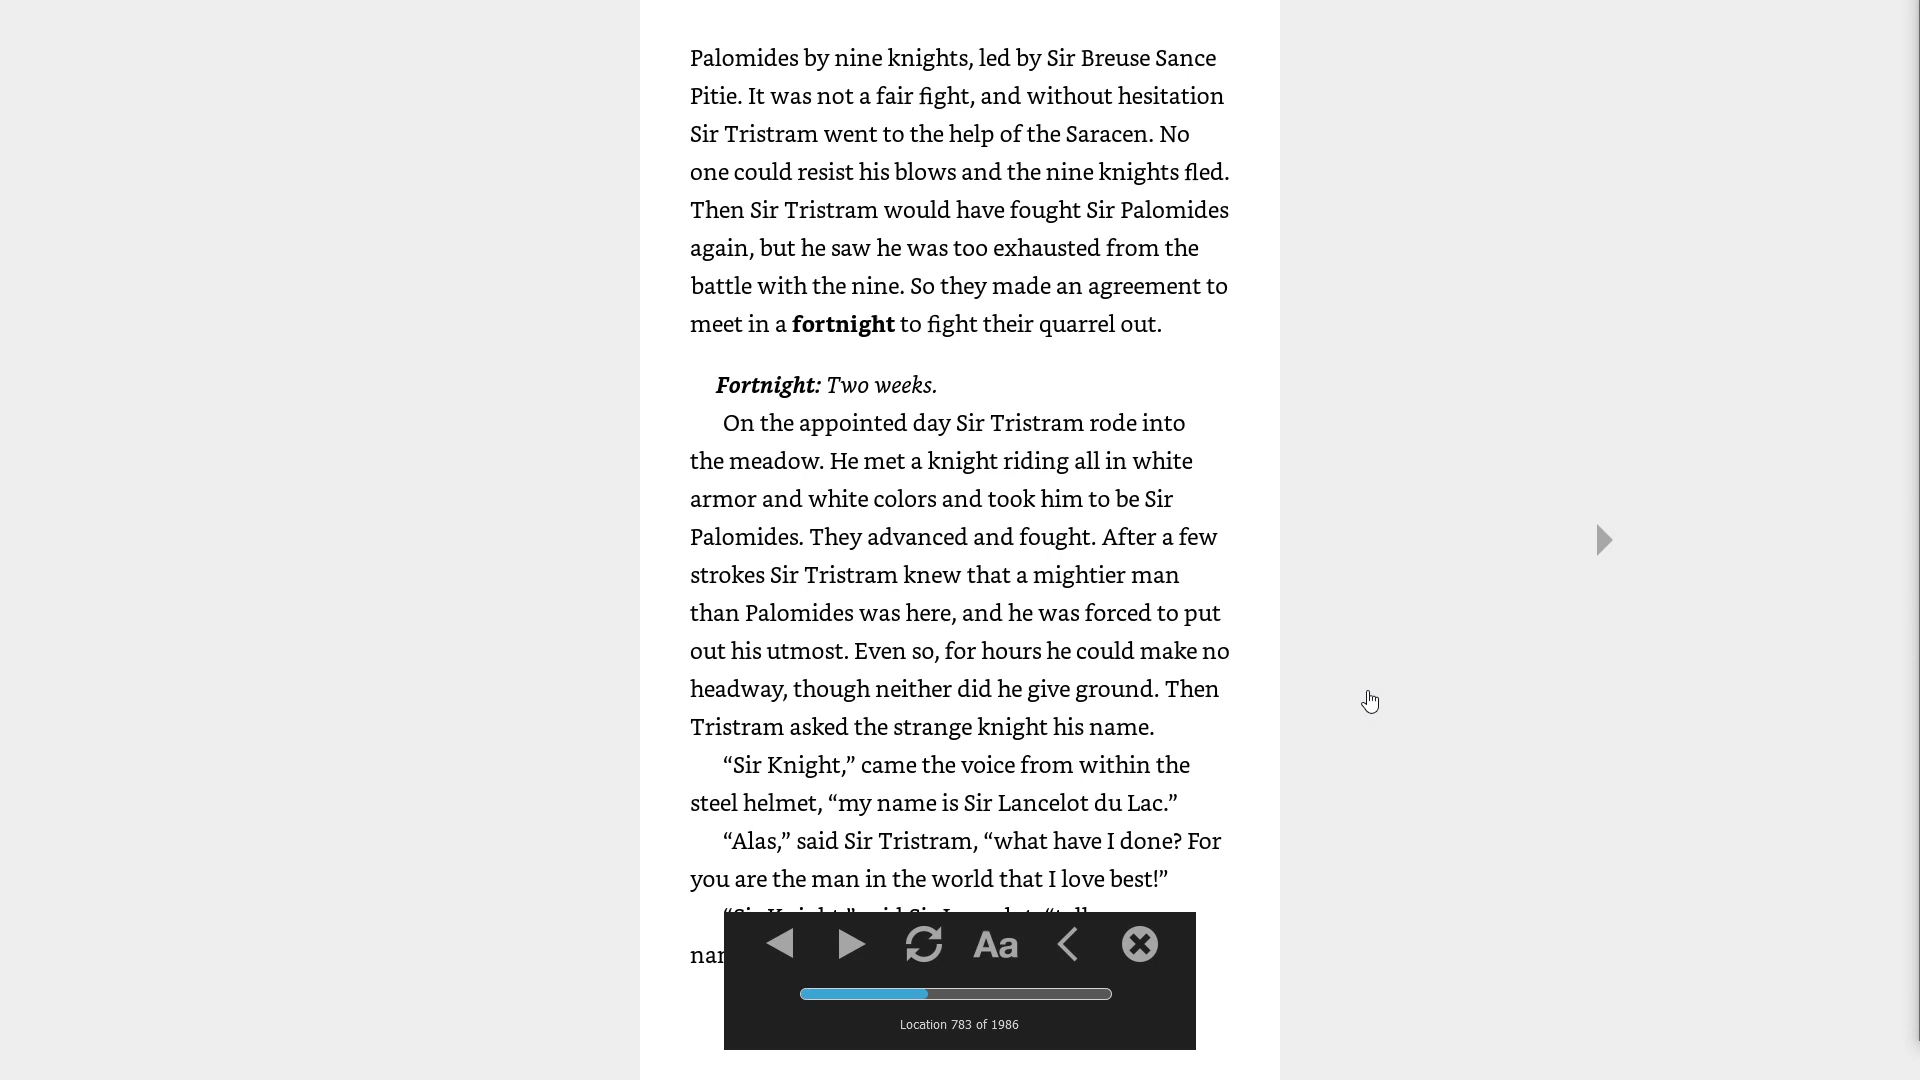 Palomides by nine knights, led by Sir Breuse Sance
Pitie. It was not a fair fight, and without hesitation
Sir Tristram went to the help of the Saracen. No
one could resist his blows and the nine knights fled.
Then Sir Tristram would have fought Sir Palomides
again, but he saw he was too exhausted from the
battle with the nine. So they made an agreement to
meet in a fortnight to fight their quarrel out.
Fortnight: Two weeks.
On the appointed day Sir Tristram rode into
the meadow. He met a knight riding all in white
armor and white colors and took him to be Sir
Palomides. They advanced and fought. After a few
strokes Sir Tristram knew that a mightier man
than Palomides was here, and he was forced to put
out his utmost. Even so, for hours he could make no
headway, though neither did he give ground. Then
Tristram asked the strange knight his name.
“Sir Knight,” came the voice from within the
steel helmet, “my name is Sir Lancelot du Lac.”
“Alas,” said Sir Tristram, “what have I done? For
you are the man in the world that I love best!”
Aa
Location 783 of 1986